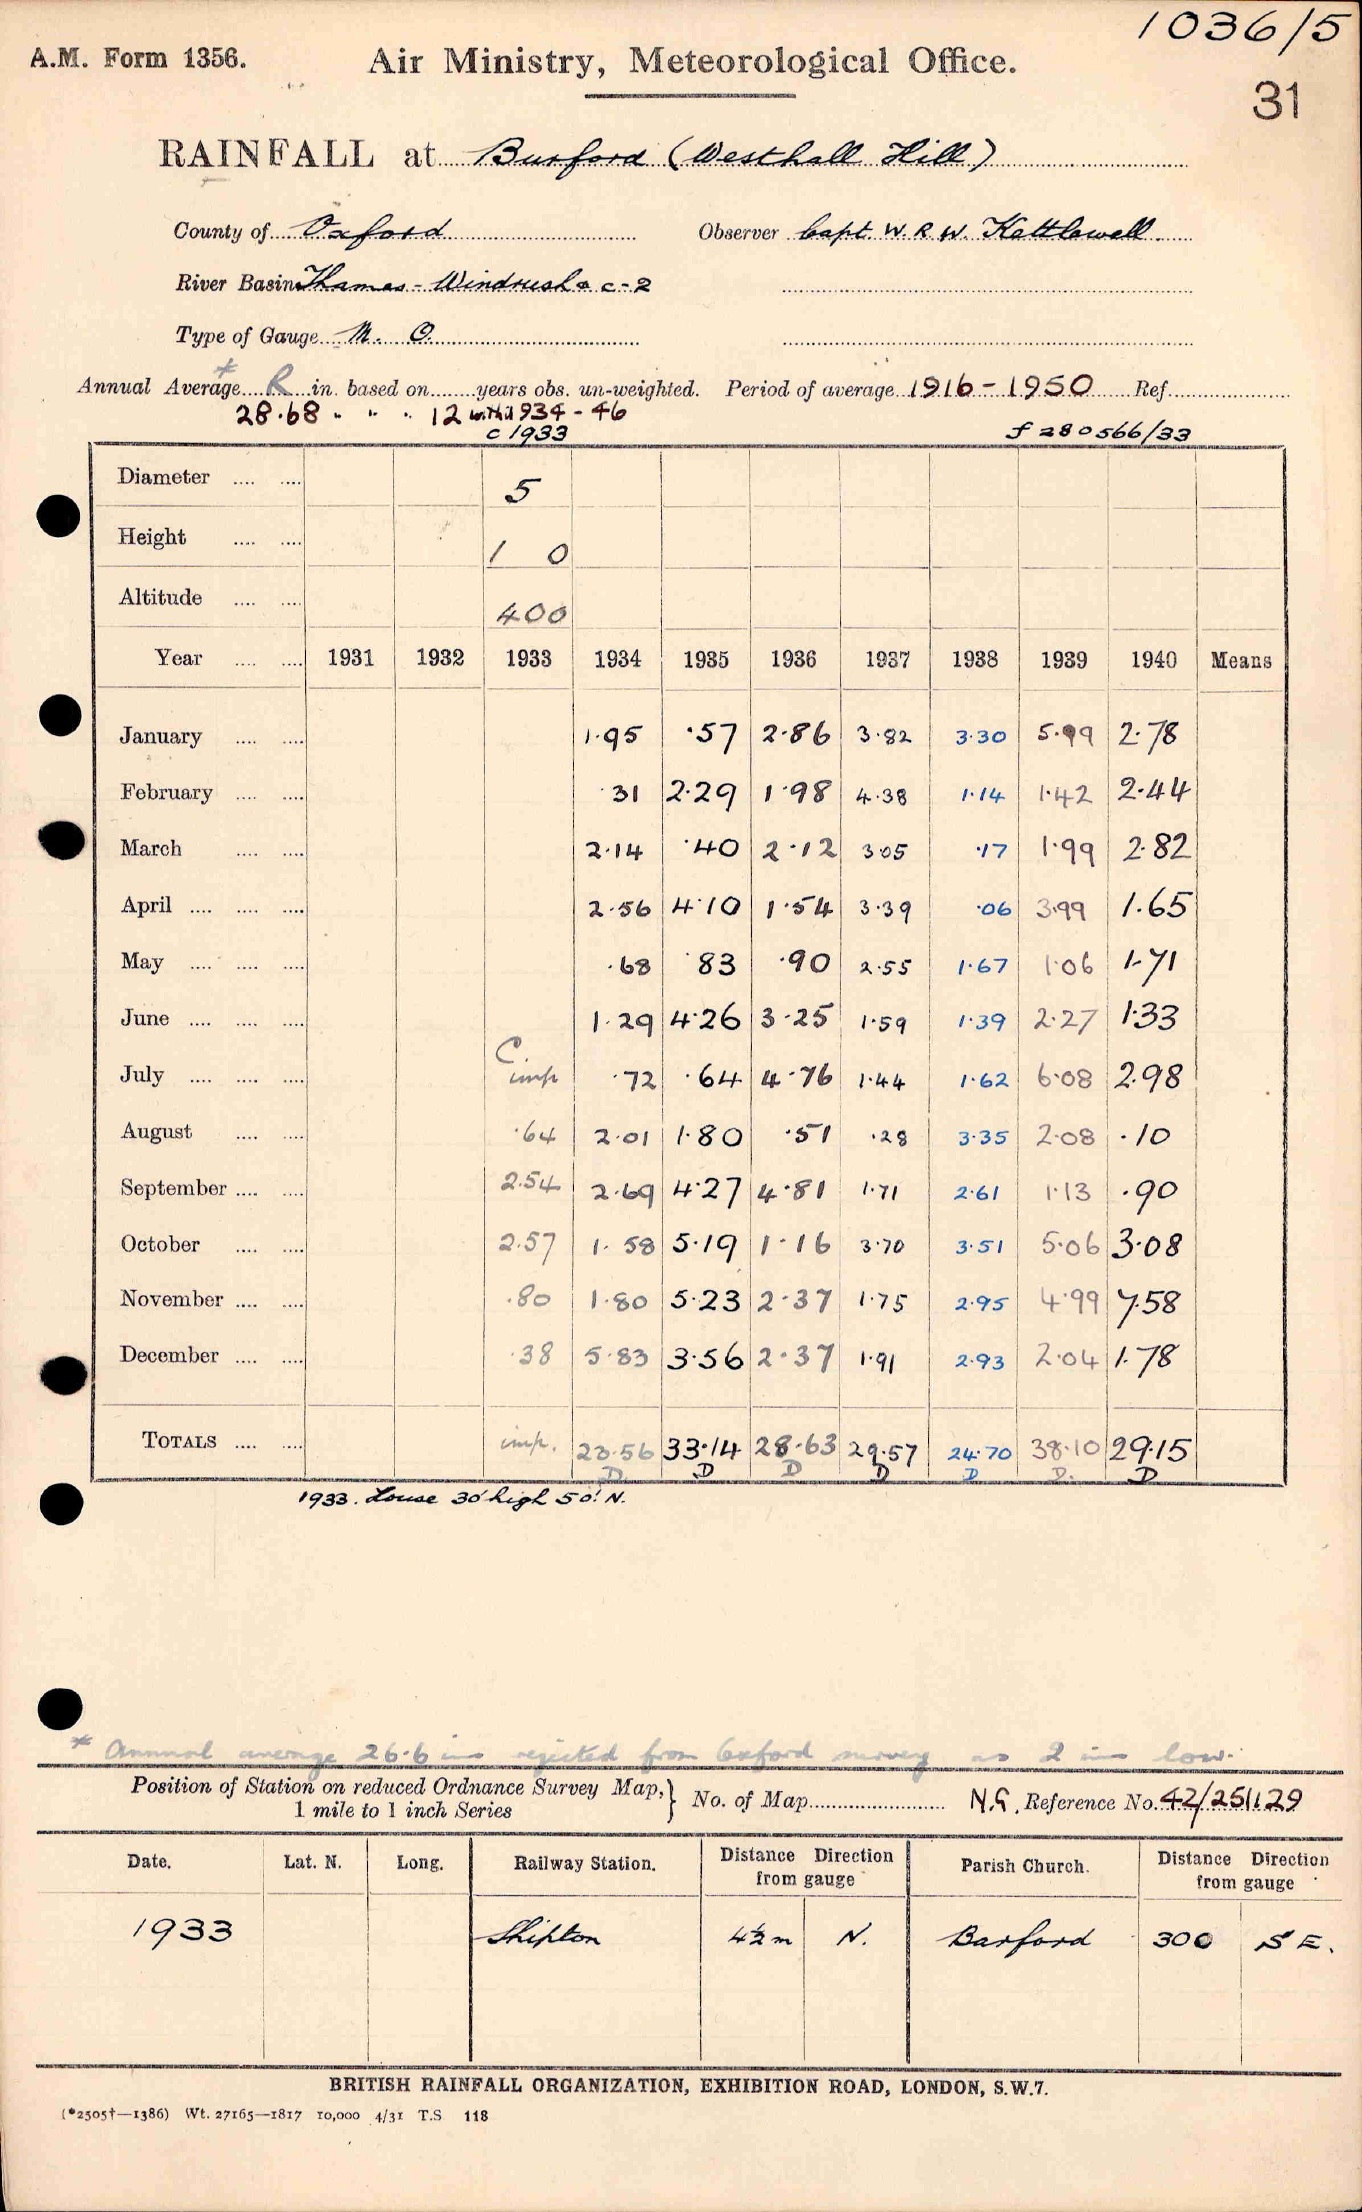 1036/5
A.M. Form 1356. Air Ministry, Meteorological Office.
31
RAINFALL at Burford (Westhall Hill)
County of Oxford Observer Capt. W. R. W. Kettlewell
River Basin Thames - Windrush & c-2
Type of Gauge M. O.
Annual Average * R in. based on years obs. un-weighted. Period of average 1916-1950 Ref.
28.68 " " " 12 1934-46
c 1933 f 280566/33
Diameter 5
Height 1 0
Altitude 400
Year 1931 1932 1933 1934 1935 1936 1937 1938 1939 1940 Means
January 1.95 .57 2.86 3.82 3.30 5.99 2.78
February .31 2.29 1.98 4.38 1.14 1.42 2.44
March 2.14 .40 2.12 3.05 .17 1.99 2.82
April 2.56 4.10 1.54 3.39 .06 3.99 1.65
May .68 .83 .90 2.55 1.67 1.06 1.71
June 1.29 4.26 3.25 1.59 1.39 2.27 1.33
July C. imp .72 .64 4.76 1.44 1.62 6.08 2.98
August .64 2.01 1.80 .51 .28 3.35 2.08 .10
September 2.54 2.69 4.27 4.81 1.71 2.61 1.13 .90
October 2.57 1.58 5.19 1.16 3.70 3.51 5.06 3.08
November .80 1.80 5.23 2.37 1.75 2.95 4.99 7.58
December .38 5.83 3.56 2.37 1.91 2.93 2.04 1.78
TOTALS imp. 23.56 33.14 28.63 29.57 24.70 38.10 29.15
D D D D D D. D
1933. House 30' high 50' N.
* Annual average 26.6 ins rejected from Oxford survey as 2 ins low.
Position of Station on reduced Ordnance Survey Map, 1 mile to 1 inch Series } No. of Map N.G. Reference No. 42/251129
Date. Lat. N. Long. Railway Station. Distance Direction from gauge Parish Church. Distance Direction from gauge
1933 Shipton 4½m N. Barford 300 S E.
BRITISH RAINFALL ORGANIZATION, EXHIBITION ROAD, LONDON, S.W.7.
(*2505†—1386) Wt. 27165—1817 10,000 4/31 T.S 118